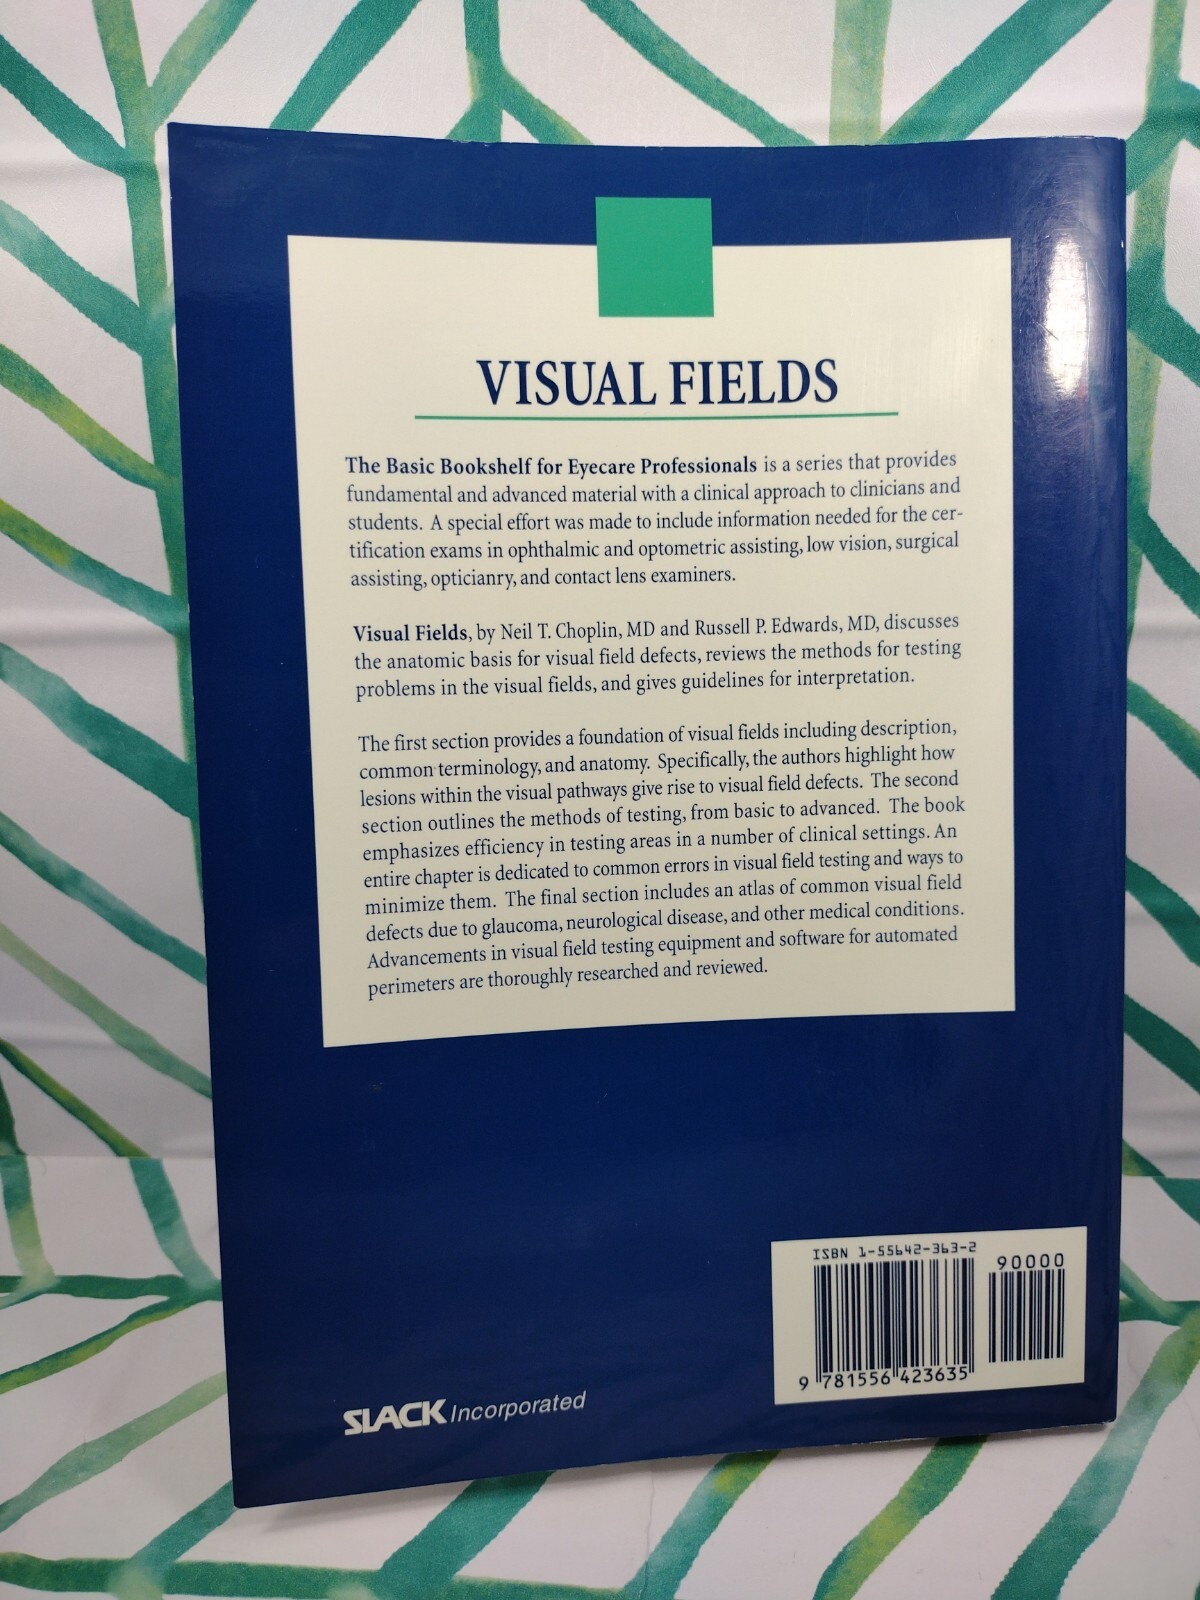 VISUAL FIELDS
The Basic Bookshelf for Eyecare Professionals is a series that provides
fundamental and advanced material with a clinical approach to clinicians and
students. A special effort was made to include information needed for the cer-
tification exams in ophthalmic and optometric assisting, low vision, surgical
assisting, opticianry, and contact lens examiners.
Visual Fields, by Neil T. Choplin, MD and Russell P. Edwards, MD, discusses
the anatomic basis for visual field defects, reviews the methods for testing
problems in the visual fields, and gives guidelines for interpretation.
The first section provides a foundation of visual fields including description,
common terminology, and anatomy. Specifically, the authors highlight how
lesions within the visual pathways give rise to visual field defects. The second
section outlines the methods of testing, from basic to advanced. The book
emphasizes efficiency in testing areas in a number of clinical settings. An
entire chapter is dedicated to common errors in visual field testing and ways to
minimize them. The final section includes an atlas of common visual field
defects due to glaucoma, neurological disease, and other medical conditions.
Advancements in visual field testing equipment and software for automated
perimeters are thoroughly researched and reviewed.
ISBN 1-55642-363-2
90000
9 781556 423635
SLACK Incorporated